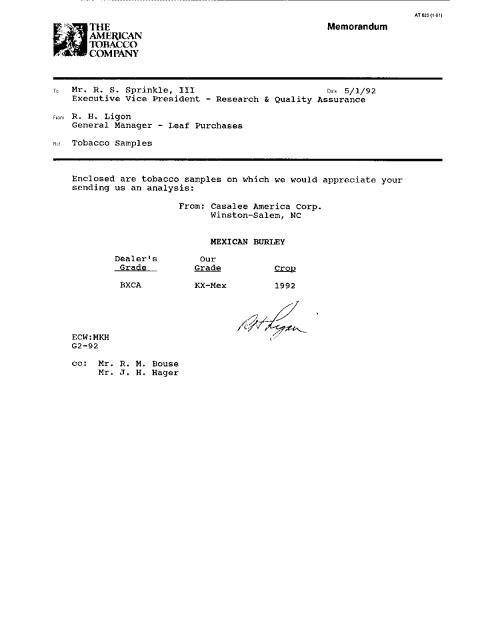 AT 825 (1-91)
THE
AMERICAN
TOBACCO
COMPANY
Memorandum
To Mr. R. S. Sprinkle, III Date 5/1/92
Executive Vice President - Research & Quality Assurance
From R. H. Ligon
General Manager - Leaf Purchases
Re: Tobacco Samples
Enclosed are tobacco samples on which we would appreciate your
sending us an analysis:
From: Casalee America Corp.
Winston-Salem, NC
MEXICAN BURLEY
Dealer's Our
Grade Grade Crop
BXCA KX-Mex 1992
RH Ligon
ECW:MKH
G2-92
cc: Mr. R. M. Bouse
Mr. J. H. Hager